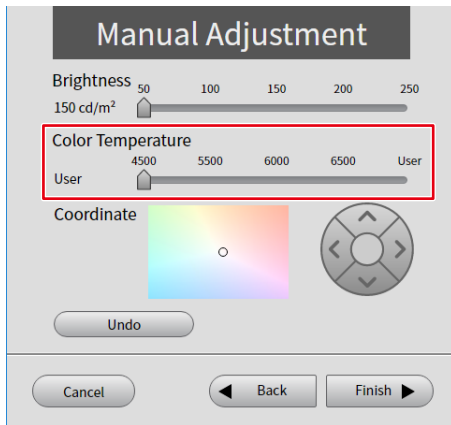 Manual Adjustment
Brightness
50 100 150 200 250
150 cd/m²
Color Temperature
4500 5500 6000 6500 User
User
Coordinate
Undo
Cancel Back Finish